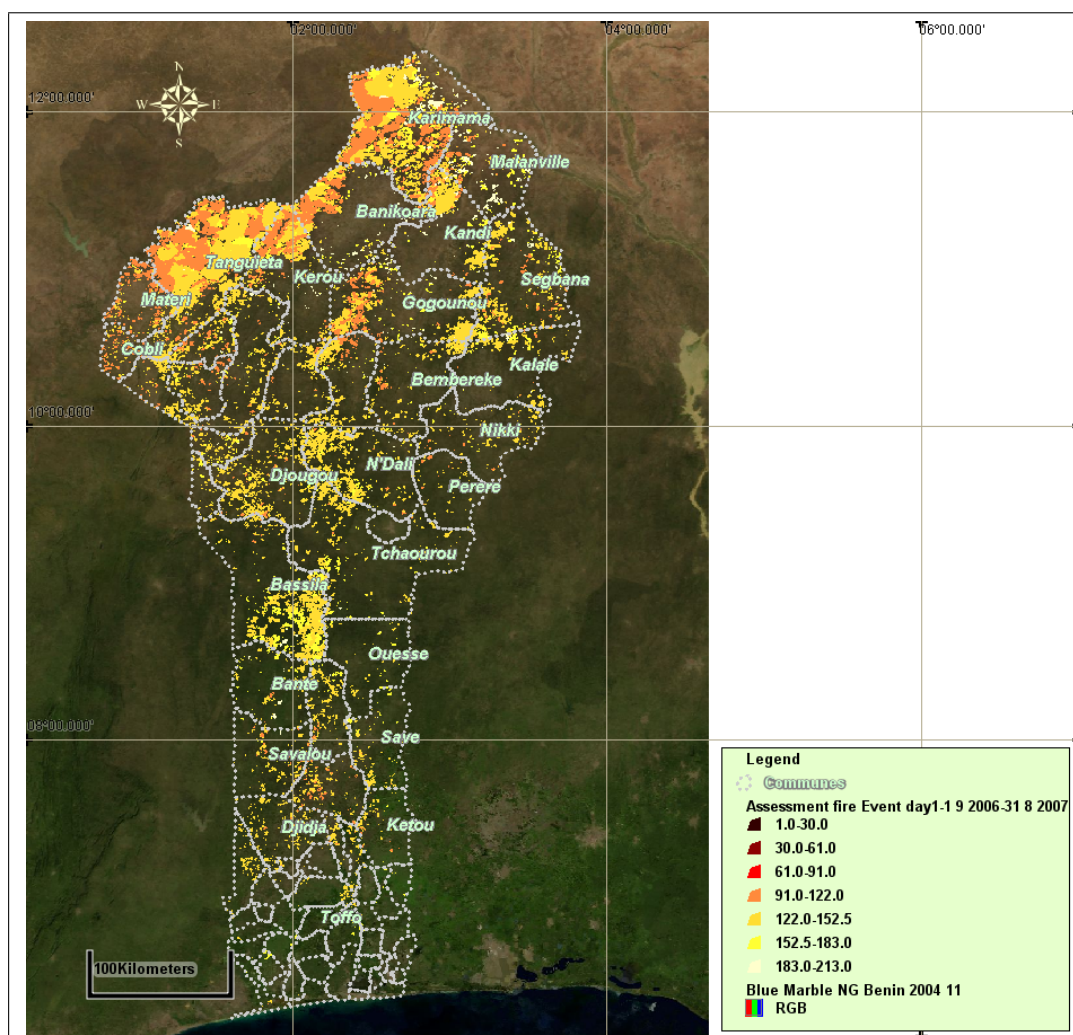 02°00.000'
04°00.000'
06°00.000'
12°00.000'
N
W
E
S
Karimama
Malanville
Banikoara
Kandi
Tanguieta
Kerou
Segbana
Materi
Gogounou
Cobli
Kalale
Bembereke
10°00.000'
Nikki
N'Dali
Djougou
Perere
Tchaourou
Bassila
Ouesse
Bante
08°00.000'
Save
Savalou
Djidja
Ketou
Toffo
100Kilometers
Legend
Communes
Assessment fire Event day1-1 9 2006-31 8 2007
1.0-30.0
30.0-61.0
61.0-91.0
91.0-122.0
122.0-152.5
152.5-183.0
183.0-213.0
Blue Marble NG Benin 2004 11
RGB